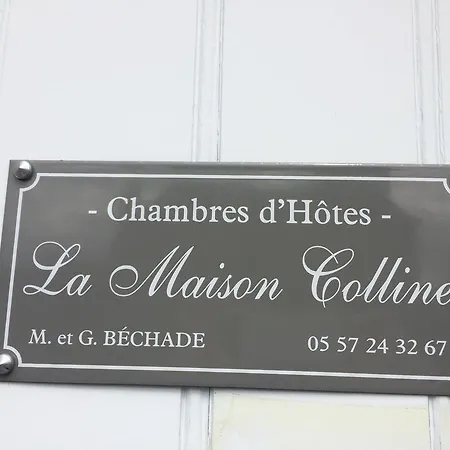 - Chambres d'Hôtes -
La Maison Colline
M. et G. BÉCHADE
05 57 24 32 67